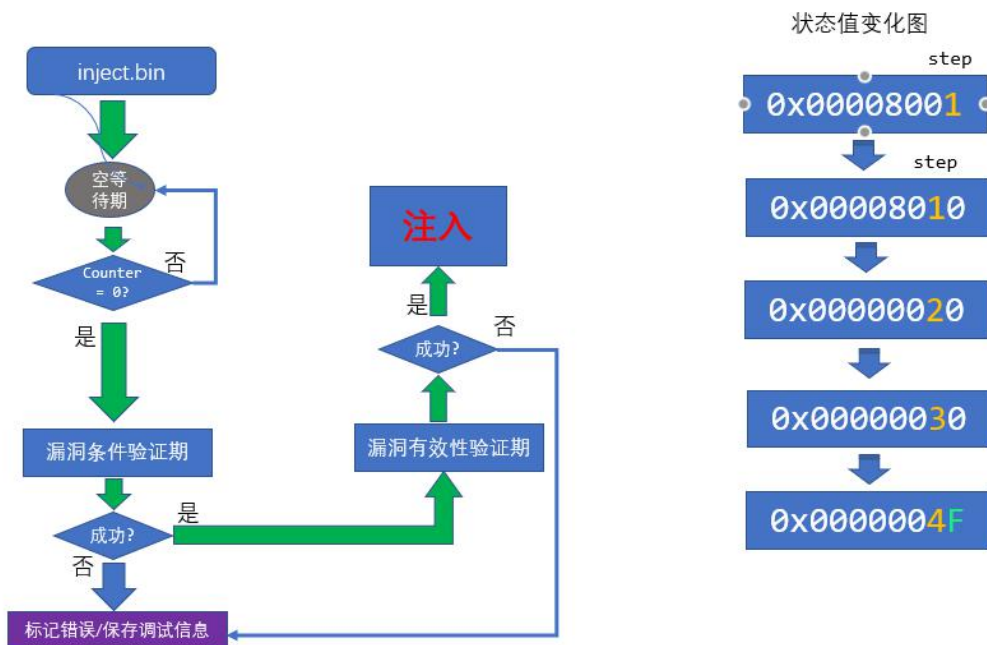 inject.bin
空等
待期
Counter
= 0?
否
是
漏洞条件验证期
成功?
是
否
标记错误/保存调试信息
注入
是
否
成功?
漏洞有效性验证期
状态值变化图
step
0x00008001
step
0x00008010
0x00000020
0x00000030
0x0000004F